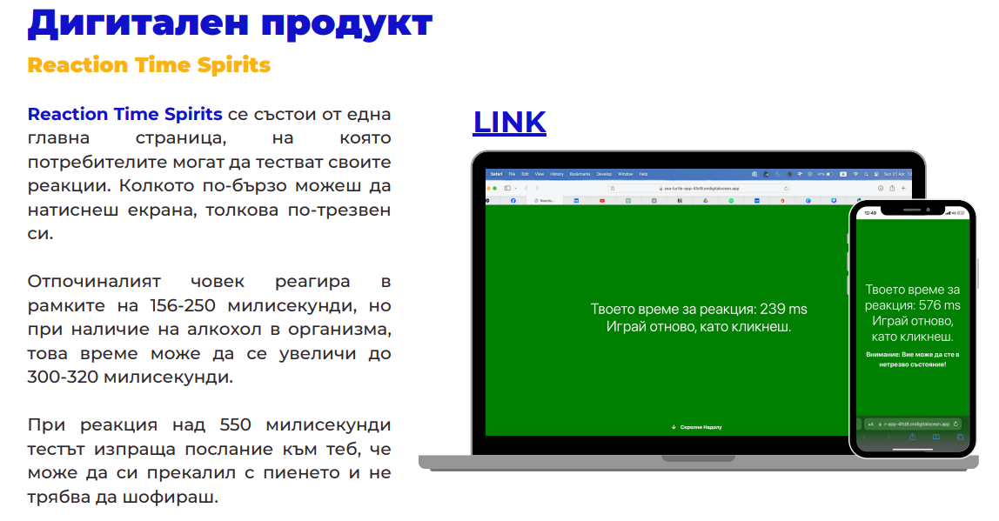 Дигитален продукт
Reaction Time Spirits
Reaction Time Spirits се състои от една
главна страница, на която
потребителите могат да тестват своите
реакции. Колкото по-бързо можеш да
натиснеш екрана, толкова по-трезвен
си.
Отпочиналият човек реагира в
рамките на 156-250 милисекунди, но
при наличие на алкохол в организма,
това време може да се увеличи до
300-320 милисекунди.
При реакция над 550 милисекунди
тестът изпраща послание към теб, че
може да си прекалил с пиенето и не
трябва да шофираш.
LINK
Safari File Edit View History Bookmarks Develop Window Help Sun 21 Apr 12
sea-turtle-app-4fst8.ondigitalocean.app
Твоето време за реакция: 239 ms
Играй отново, като кликнеш.
Скролни Надолу
12:49 4G
Твоето време за
реакция: 576 ms
Играй отново,
като кликнеш.
Внимание: Вие може да сте в
нетрезво състояние!
-app-4fst8.ondigitalocean.app